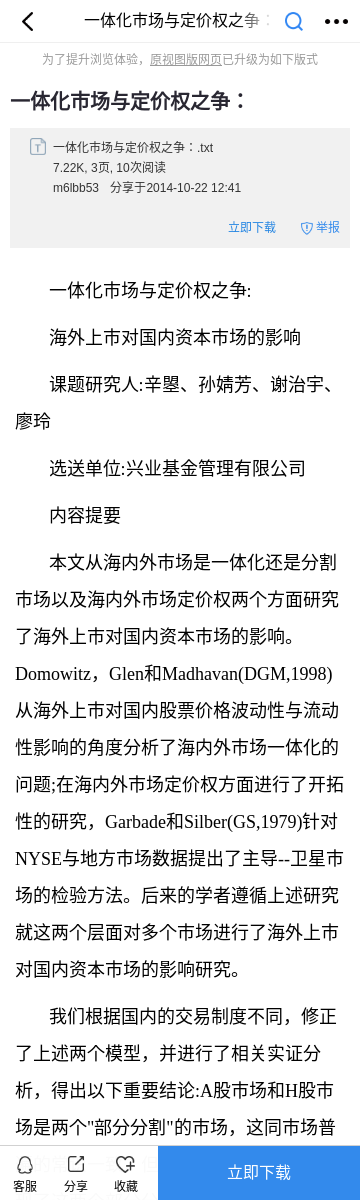 一体化市场与定价权之争：
为了提升浏览体验，原视图版网页已升级为如下版式
一体化市场与定价权之争：
一体化市场与定价权之争：.txt
7.22K, 3页, 10次阅读
m6lbb53 分享于2014-10-22 12:41
立即下载 举报
一体化市场与定价权之争:
海外上市对国内资本市场的影响
课题研究人:辛曌、孙婧芳、谢治宇、
廖玲
选送单位:兴业基金管理有限公司
内容提要
本文从海内外市场是一体化还是分割
市场以及海内外市场定价权两个方面研究
了海外上市对国内资本市场的影响。
Domowitz，Glen和Madhavan(DGM,1998)
从海外上市对国内股票价格波动性与流动
性影响的角度分析了海内外市场一体化的
问题;在海内外市场定价权方面进行了开拓
性的研究，Garbade和Silber(GS,1979)针对
NYSE与地方市场数据提出了主导--卫星市
场的检验方法。后来的学者遵循上述研究
就这两个层面对多个市场进行了海外上市
对国内资本市场的影响研究。
我们根据国内的交易制度不同，修正
了上述两个模型，并进行了相关实证分
析，得出以下重要结论:A股市场和H股市
场是两个"部分分割"的市场，这同市场普
客服 分享 收藏 立即下载